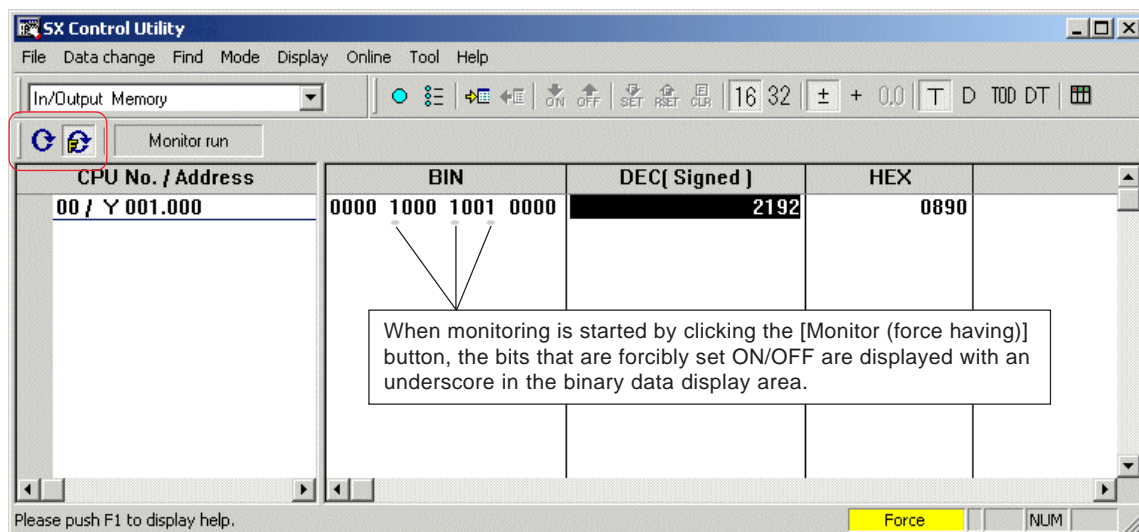 SX Control Utility
File Data change Find Mode Display Online Tool Help
In/Output Memory ON OFF SET RSET CLR 16 32 ± + 0.0 T D TOD DT
Monitor run
CPU No. / Address BIN DEC( Signed ) HEX
00 / Y 001.000 0000 1000 1001 0000 2192 0890
When monitoring is started by clicking the [Monitor (force having)]
button, the bits that are forcibly set ON/OFF are displayed with an
underscore in the binary data display area.
Please push F1 to display help. Force NUM